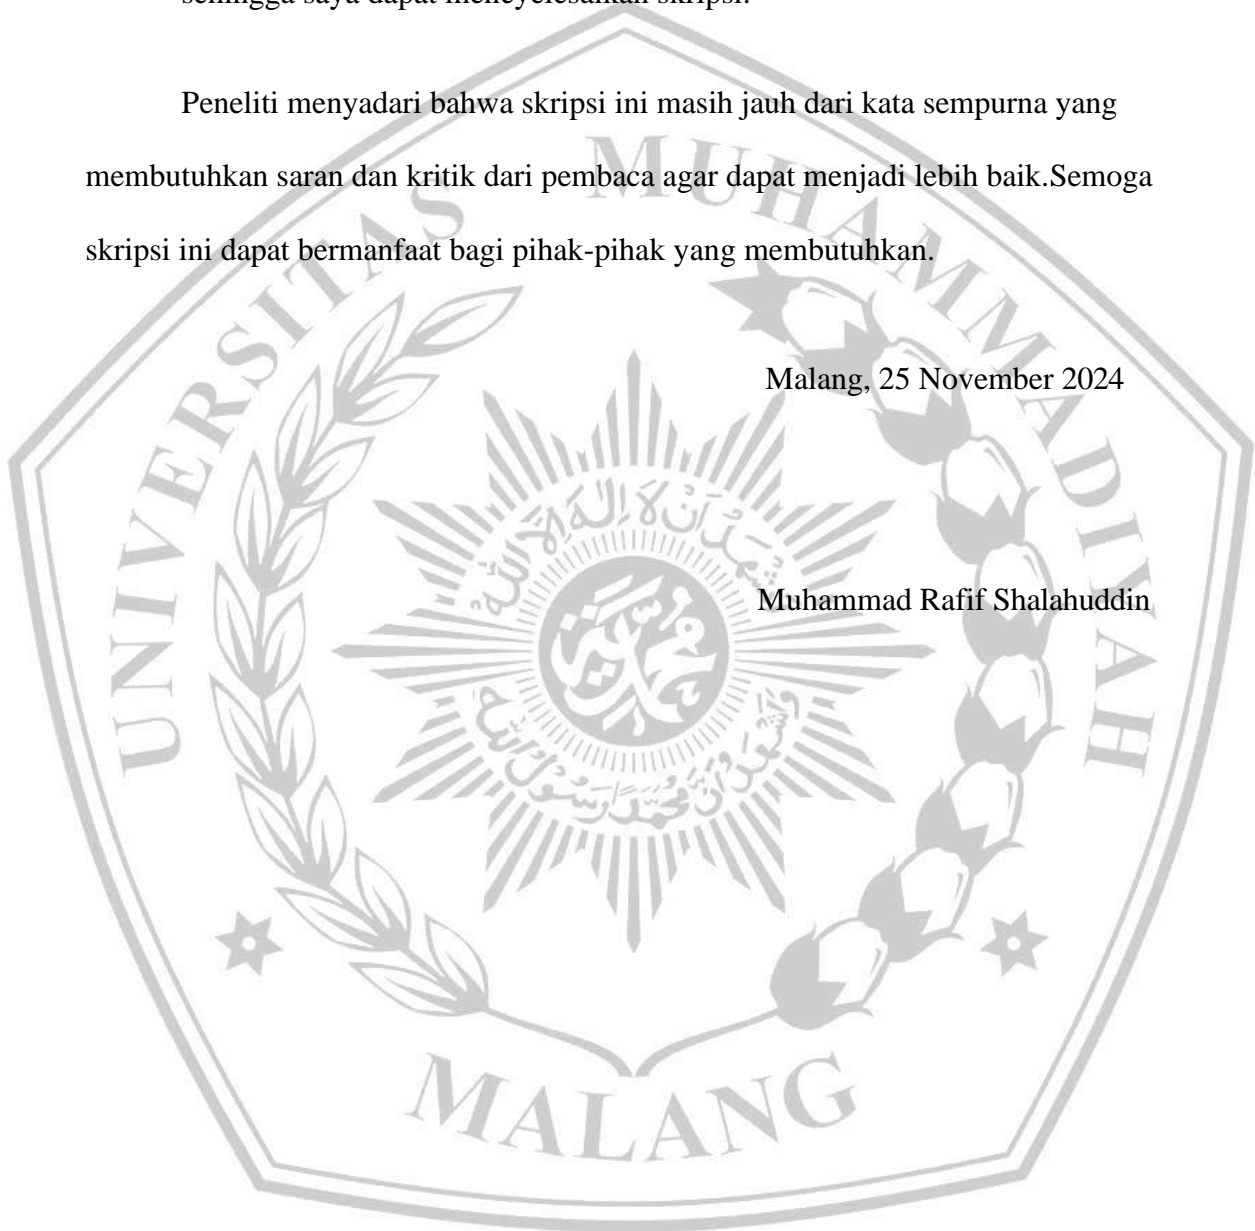 sehingga saya dapat mencyelesaikan skripsi.
Peneliti menyadari bahwa skripsi ini masih jauh dari kata sempurna yang
membutuhkan saran dan kritik dari pembaca agar dapat menjadi lebih baik.Semoga
skripsi ini dapat bermanfaat bagi pihak-pihak yang membutuhkan.
Malang, 25 November 2024
Muhammad Rafif Shalahuddin
UNIVERSITAS MUHAMMADIYAH
MALANG